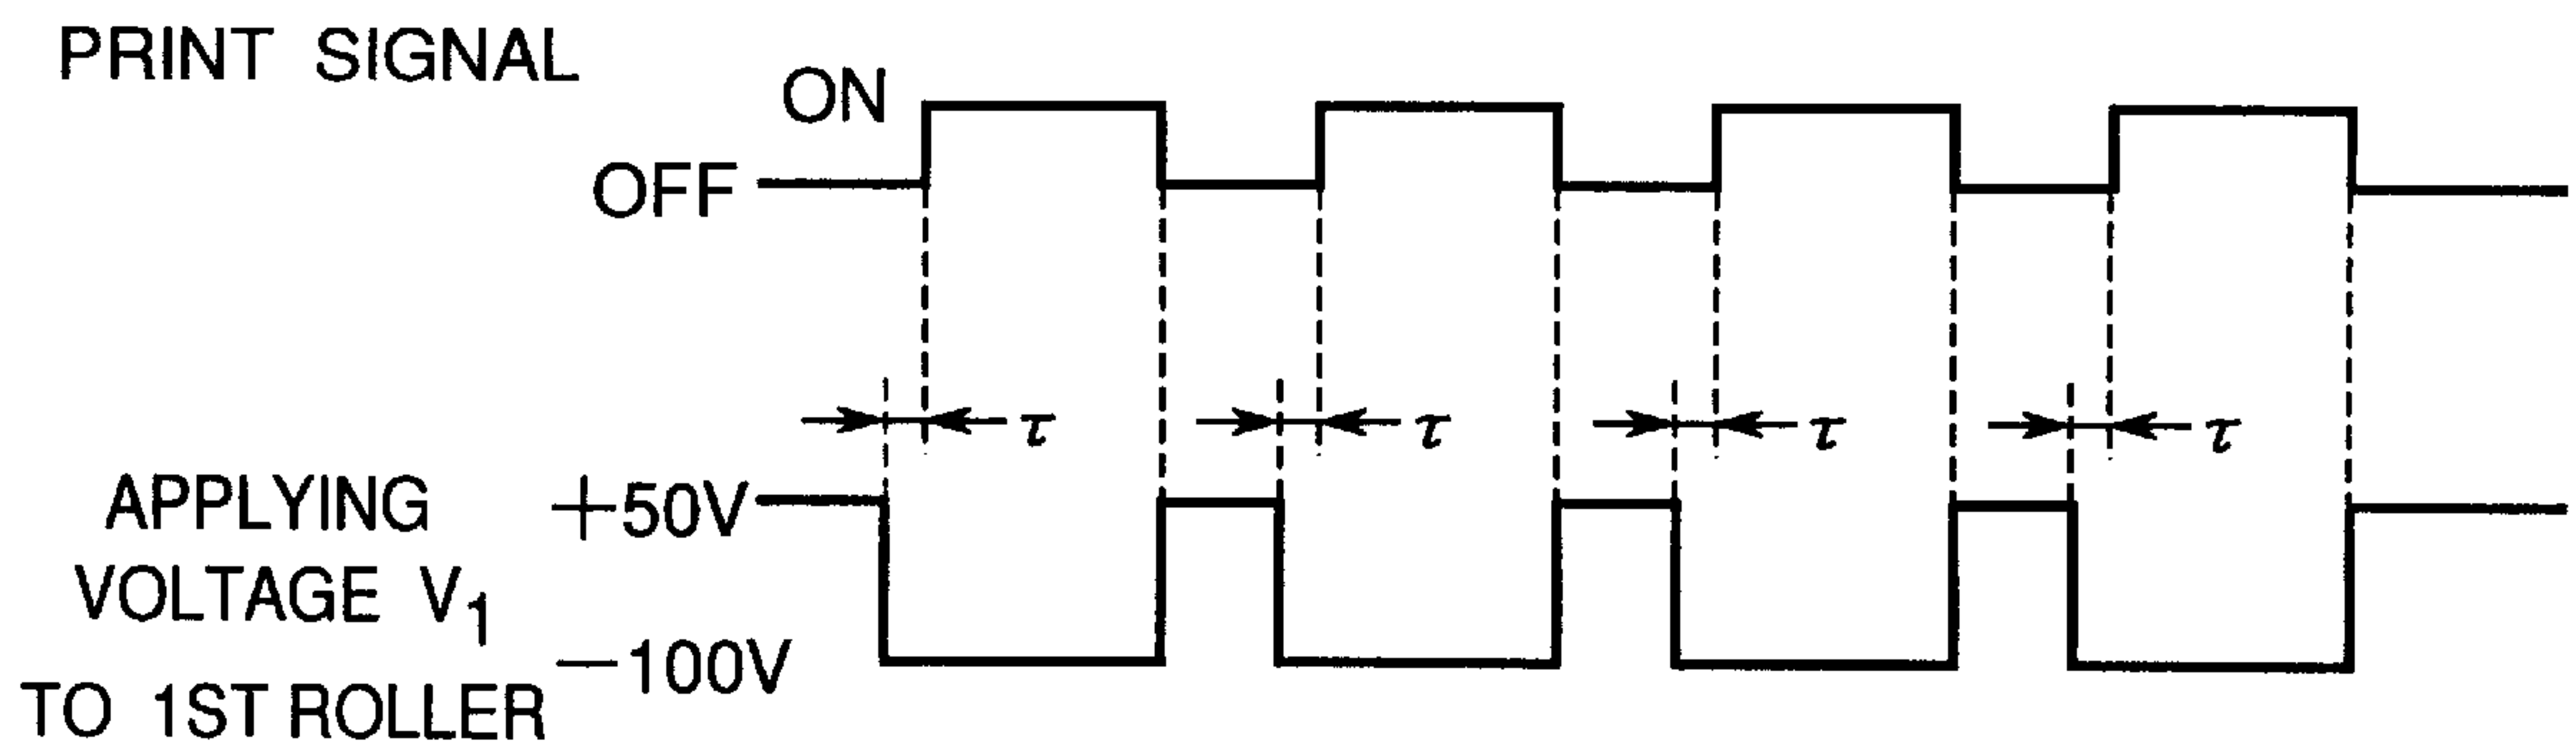 PRINT SIGNAL
ON
OFF
τ τ τ τ
APPLYING
VOLTAGE V₁
TO 1ST ROLLER
+50V
−100V